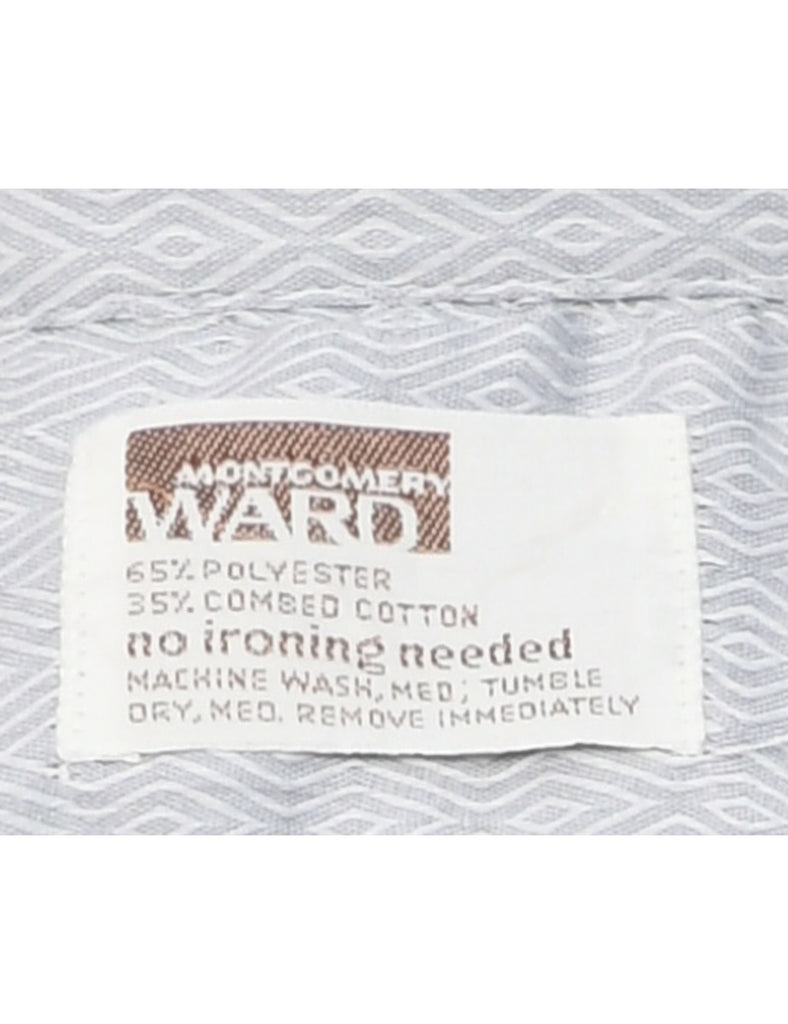 MONTGOMERY
WARD
65% POLYESTER
35% COMBED COTTON
no ironing needed
MACHINE WASH, MED; TUMBLE
DRY, MED. REMOVE IMMEDIATELY